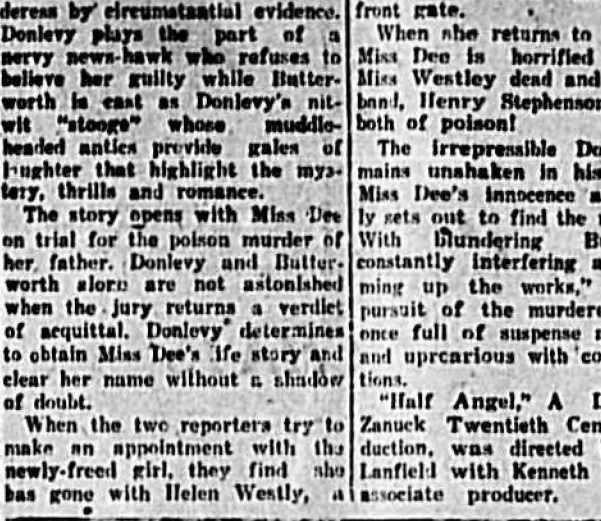 deress by circumstantial evidence.
Donlevy plays the part of a
nervy news-hawk who refuses to
believe her guilty while Butter-
worth is cast as Donlevy's nit-
wit "stooge" whose muddle-
headed antics provide gales of
laughter that highlight the mys-
tery, thrills and romance.
The story opens with Miss Dee
on trial for the poison murder of
her father. Donlevy and Butter-
worth alone are not astonished
when the jury returns a verdict
of acquittal. Donlevy determines
to obtain Miss Dee's life story and
clear her name without a shadow
of doubt.
When the two reporters try to
make an appointment with the
newly-freed girl, they find she
has gone with Helen Westly, a
front gate.
When she returns to
Miss Dee is horrified
Miss Westley dead and
band, Henry Stephenson
both of poison!
The irrepressible Do
mains unshaken in his
Miss Dee's innocence a
ly sets out to find the
With blundering Bu
constantly interfering a
ming up the works,"
pursuit of the murdere
once full of suspense
and uprcarious with co
tions.
"Half Angel," A D
Zanuck Twentieth Cen
duction, was directed
Lanfield with Kenneth
associate producer.